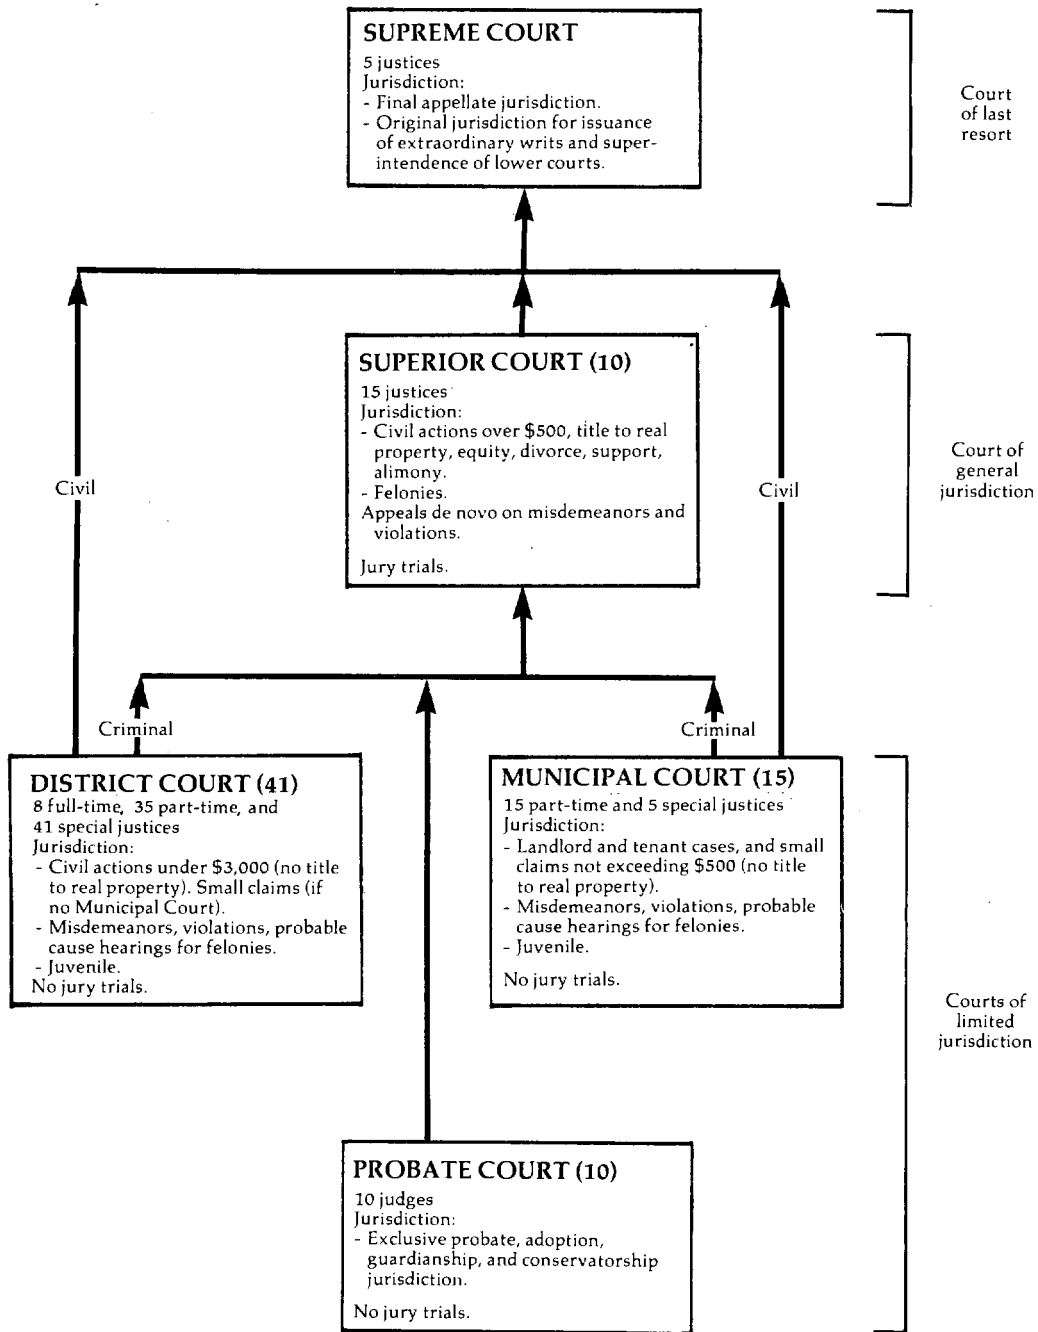 SUPREME COURT
5 justices
Jurisdiction:
- Final appellate jurisdiction.
- Original jurisdiction for issuance
of extraordinary writs and super-
intendence of lower courts.
Court
of last
resort
SUPERIOR COURT (10)
15 justices
Jurisdiction:
- Civil actions over $500, title to real
property, equity, divorce, support,
alimony.
- Felonies.
Appeals de novo on misdemeanors and
violations.
Jury trials.
Civil
Civil
Court of
general
jurisdiction
Criminal
Criminal
DISTRICT COURT (41)
8 full-time, 35 part-time, and
41 special justices
Jurisdiction:
- Civil actions under $3,000 (no title
to real property). Small claims (if
no Municipal Court).
- Misdemeanors, violations, probable
cause hearings for felonies.
- Juvenile.
No jury trials.
MUNICIPAL COURT (15)
15 part-time and 5 special justices
Jurisdiction:
- Landlord and tenant cases, and small
claims not exceeding $500 (no title
to real property).
- Misdemeanors, violations, probable
cause hearings for felonies.
- Juvenile.
No jury trials.
Courts of
limited
jurisdiction
PROBATE COURT (10)
10 judges
Jurisdiction:
- Exclusive probate, adoption,
guardianship, and conservatorship
jurisdiction.
No jury trials.